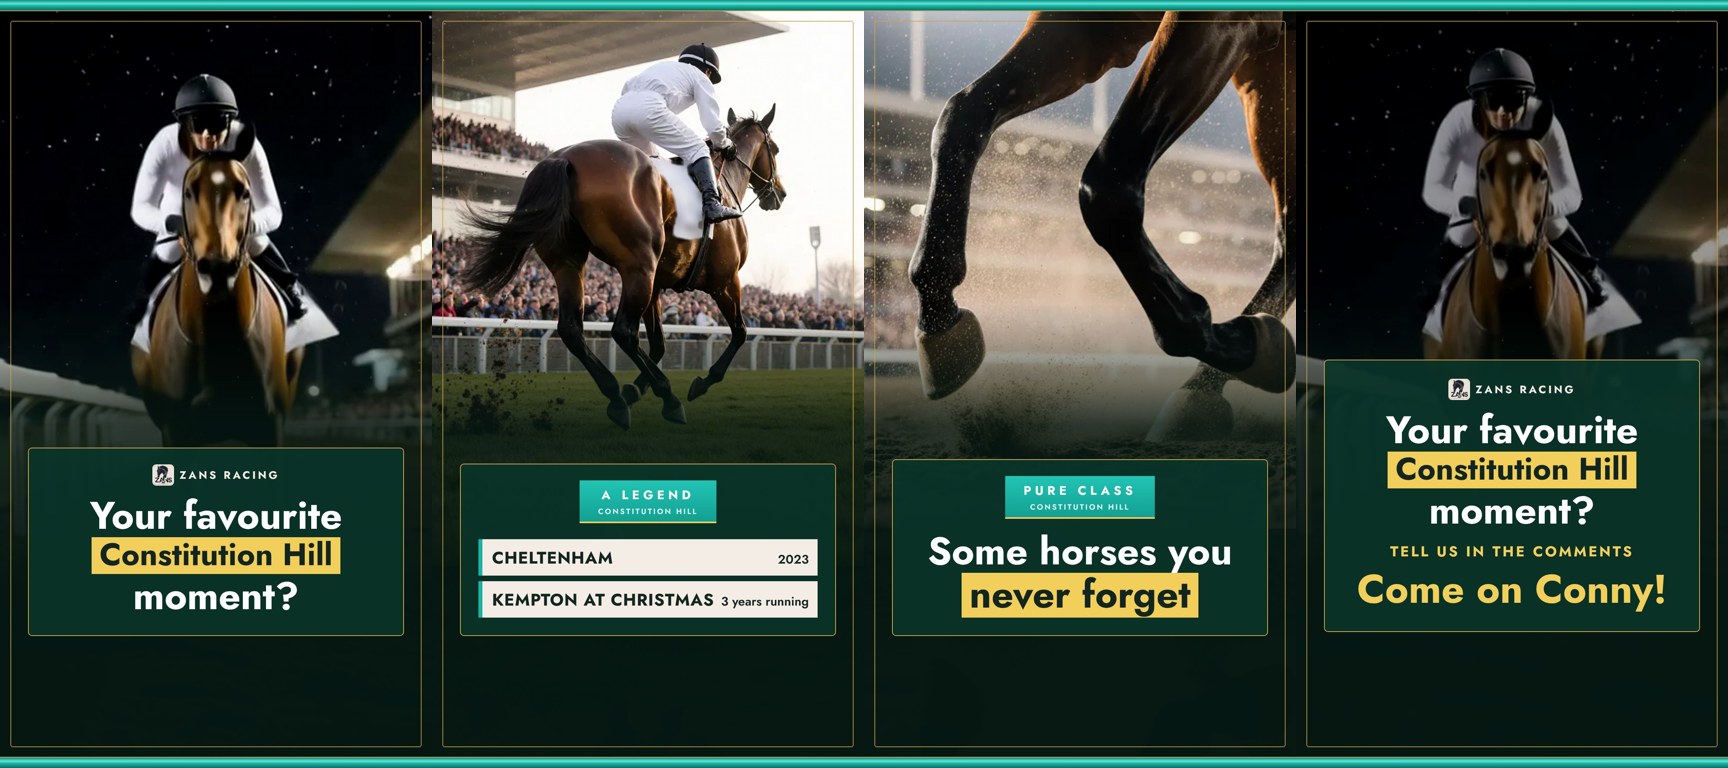 ZANS RACING
Your favourite
Constitution Hill
moment?
A LEGEND
CONSTITUTION HILL
CHELTENHAM 2023
KEMPTON AT CHRISTMAS 3 years running
PURE CLASS
CONSTITUTION HILL
Some horses you
never forget
ZANS RACING
Your favourite
Constitution Hill
moment?
TELL US IN THE COMMENTS
Come on Conny!